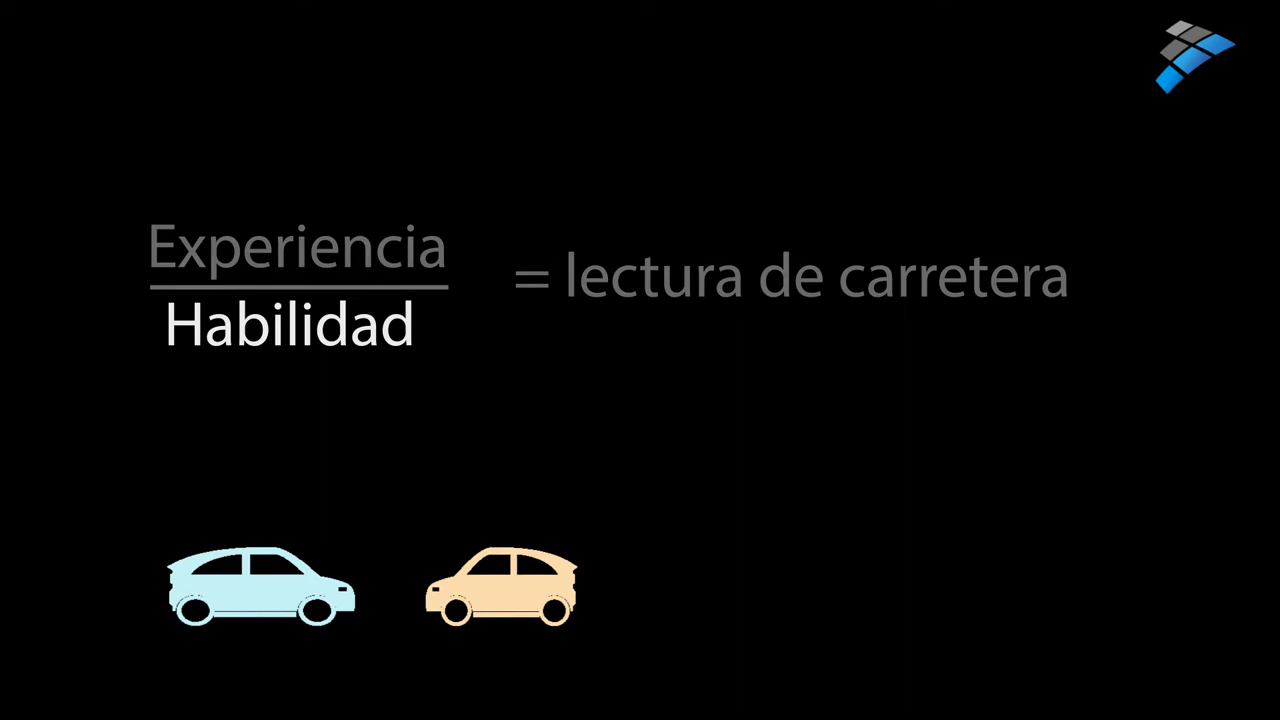 Experiencia
Habilidad
= lectura de carretera